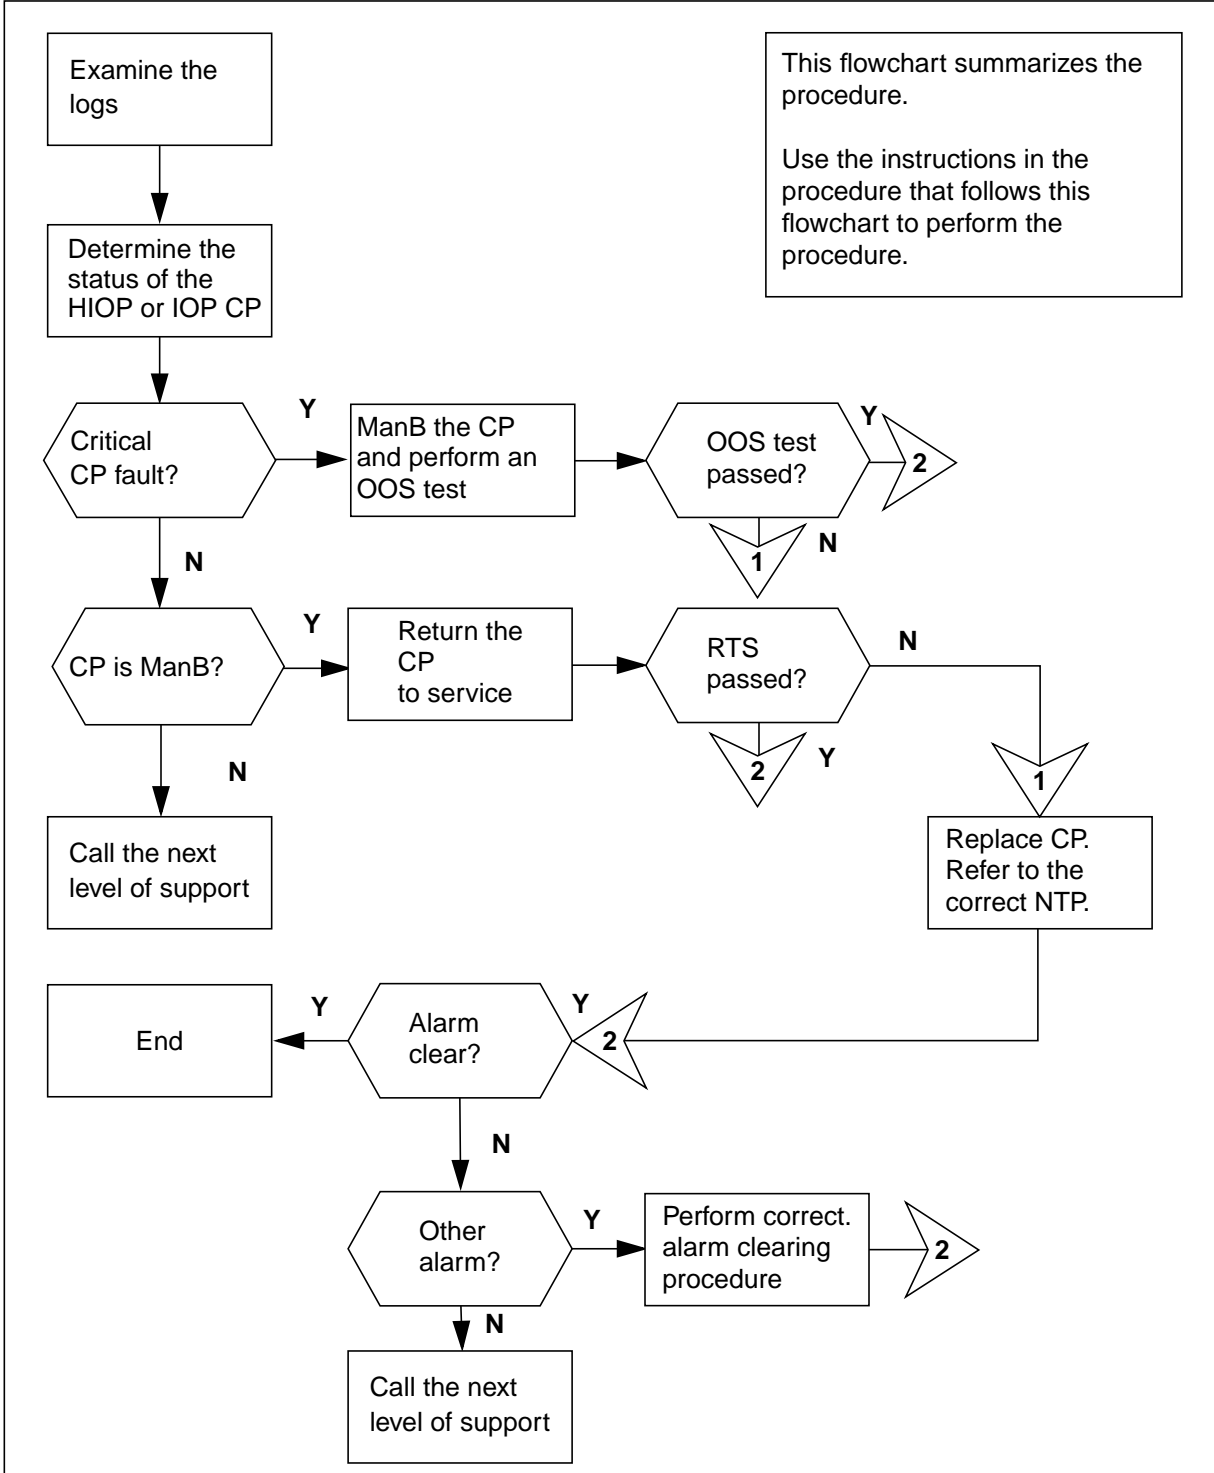 Examine the
logs
This flowchart summarizes the
procedure.
Use the instructions in the
procedure that follows this
flowchart to perform the
procedure.
Determine the
status of the
HIOP or IOP CP
Critical
CP fault?
Y
ManB the CP
and perform an
OOS test
OOS test
passed?
Y
2
N
1
N
CP is ManB?
Y
Return the
CP
to service
RTS
passed?
N
2
Y
1
N
Call the next
level of support
Replace CP.
Refer to the
correct NTP.
End
Y
Alarm
clear?
Y
2
N
Other
alarm?
Y
Perform correct.
alarm clearing
procedure
2
N
Call the next
level of support